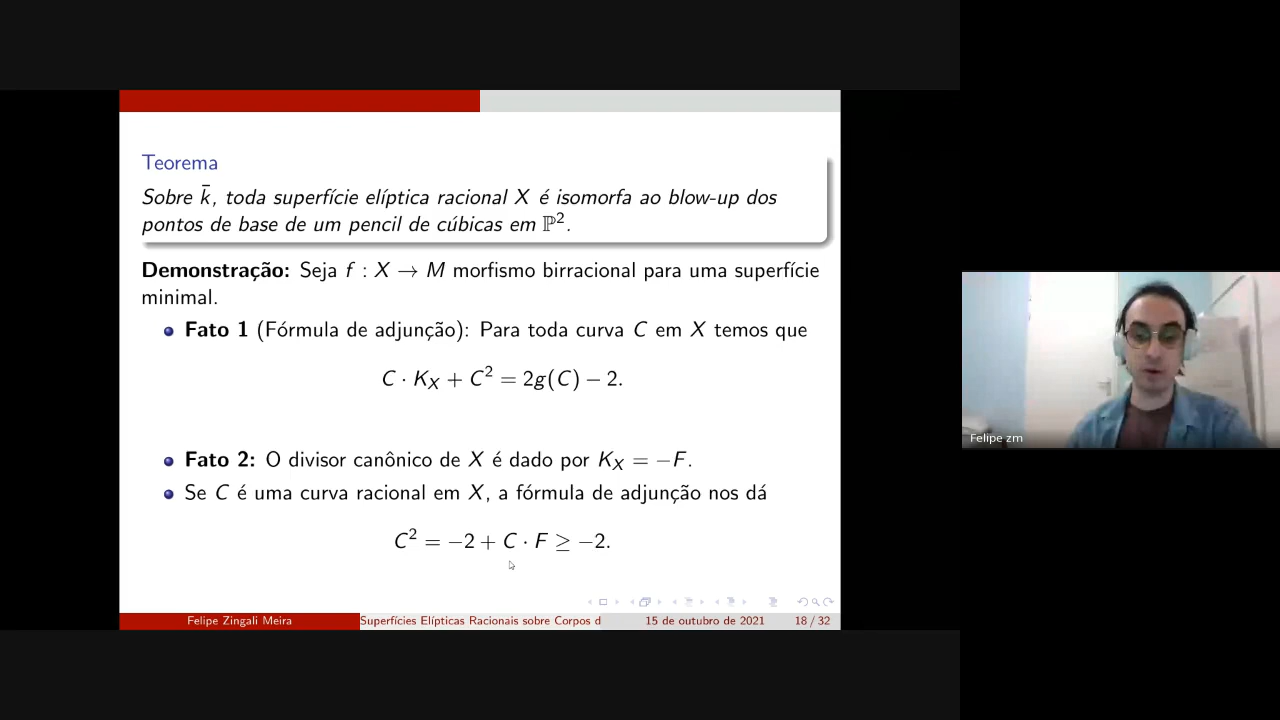 Teorema
Sobre k̄, toda superfície elíptica racional X é isomorfa ao blow-up dos
pontos de base de um pencil de cúbicas em ℙ².
Demonstração: Seja f : X → M morfismo birracional para uma superfície
minimal.
Fato 1 (Fórmula de adjunção): Para toda curva C em X temos que
C · K_X + C² = 2g(C) − 2.
Fato 2: O divisor canônico de X é dado por K_X = −F.
Se C é uma curva racional em X, a fórmula de adjunção nos dá
C² = −2 + C · F ≥ −2.
Felipe Zingali Meira Superfícies Elípticas Racionais sobre Corpos d 15 de outubro de 2021 18 / 32
Felipe zm